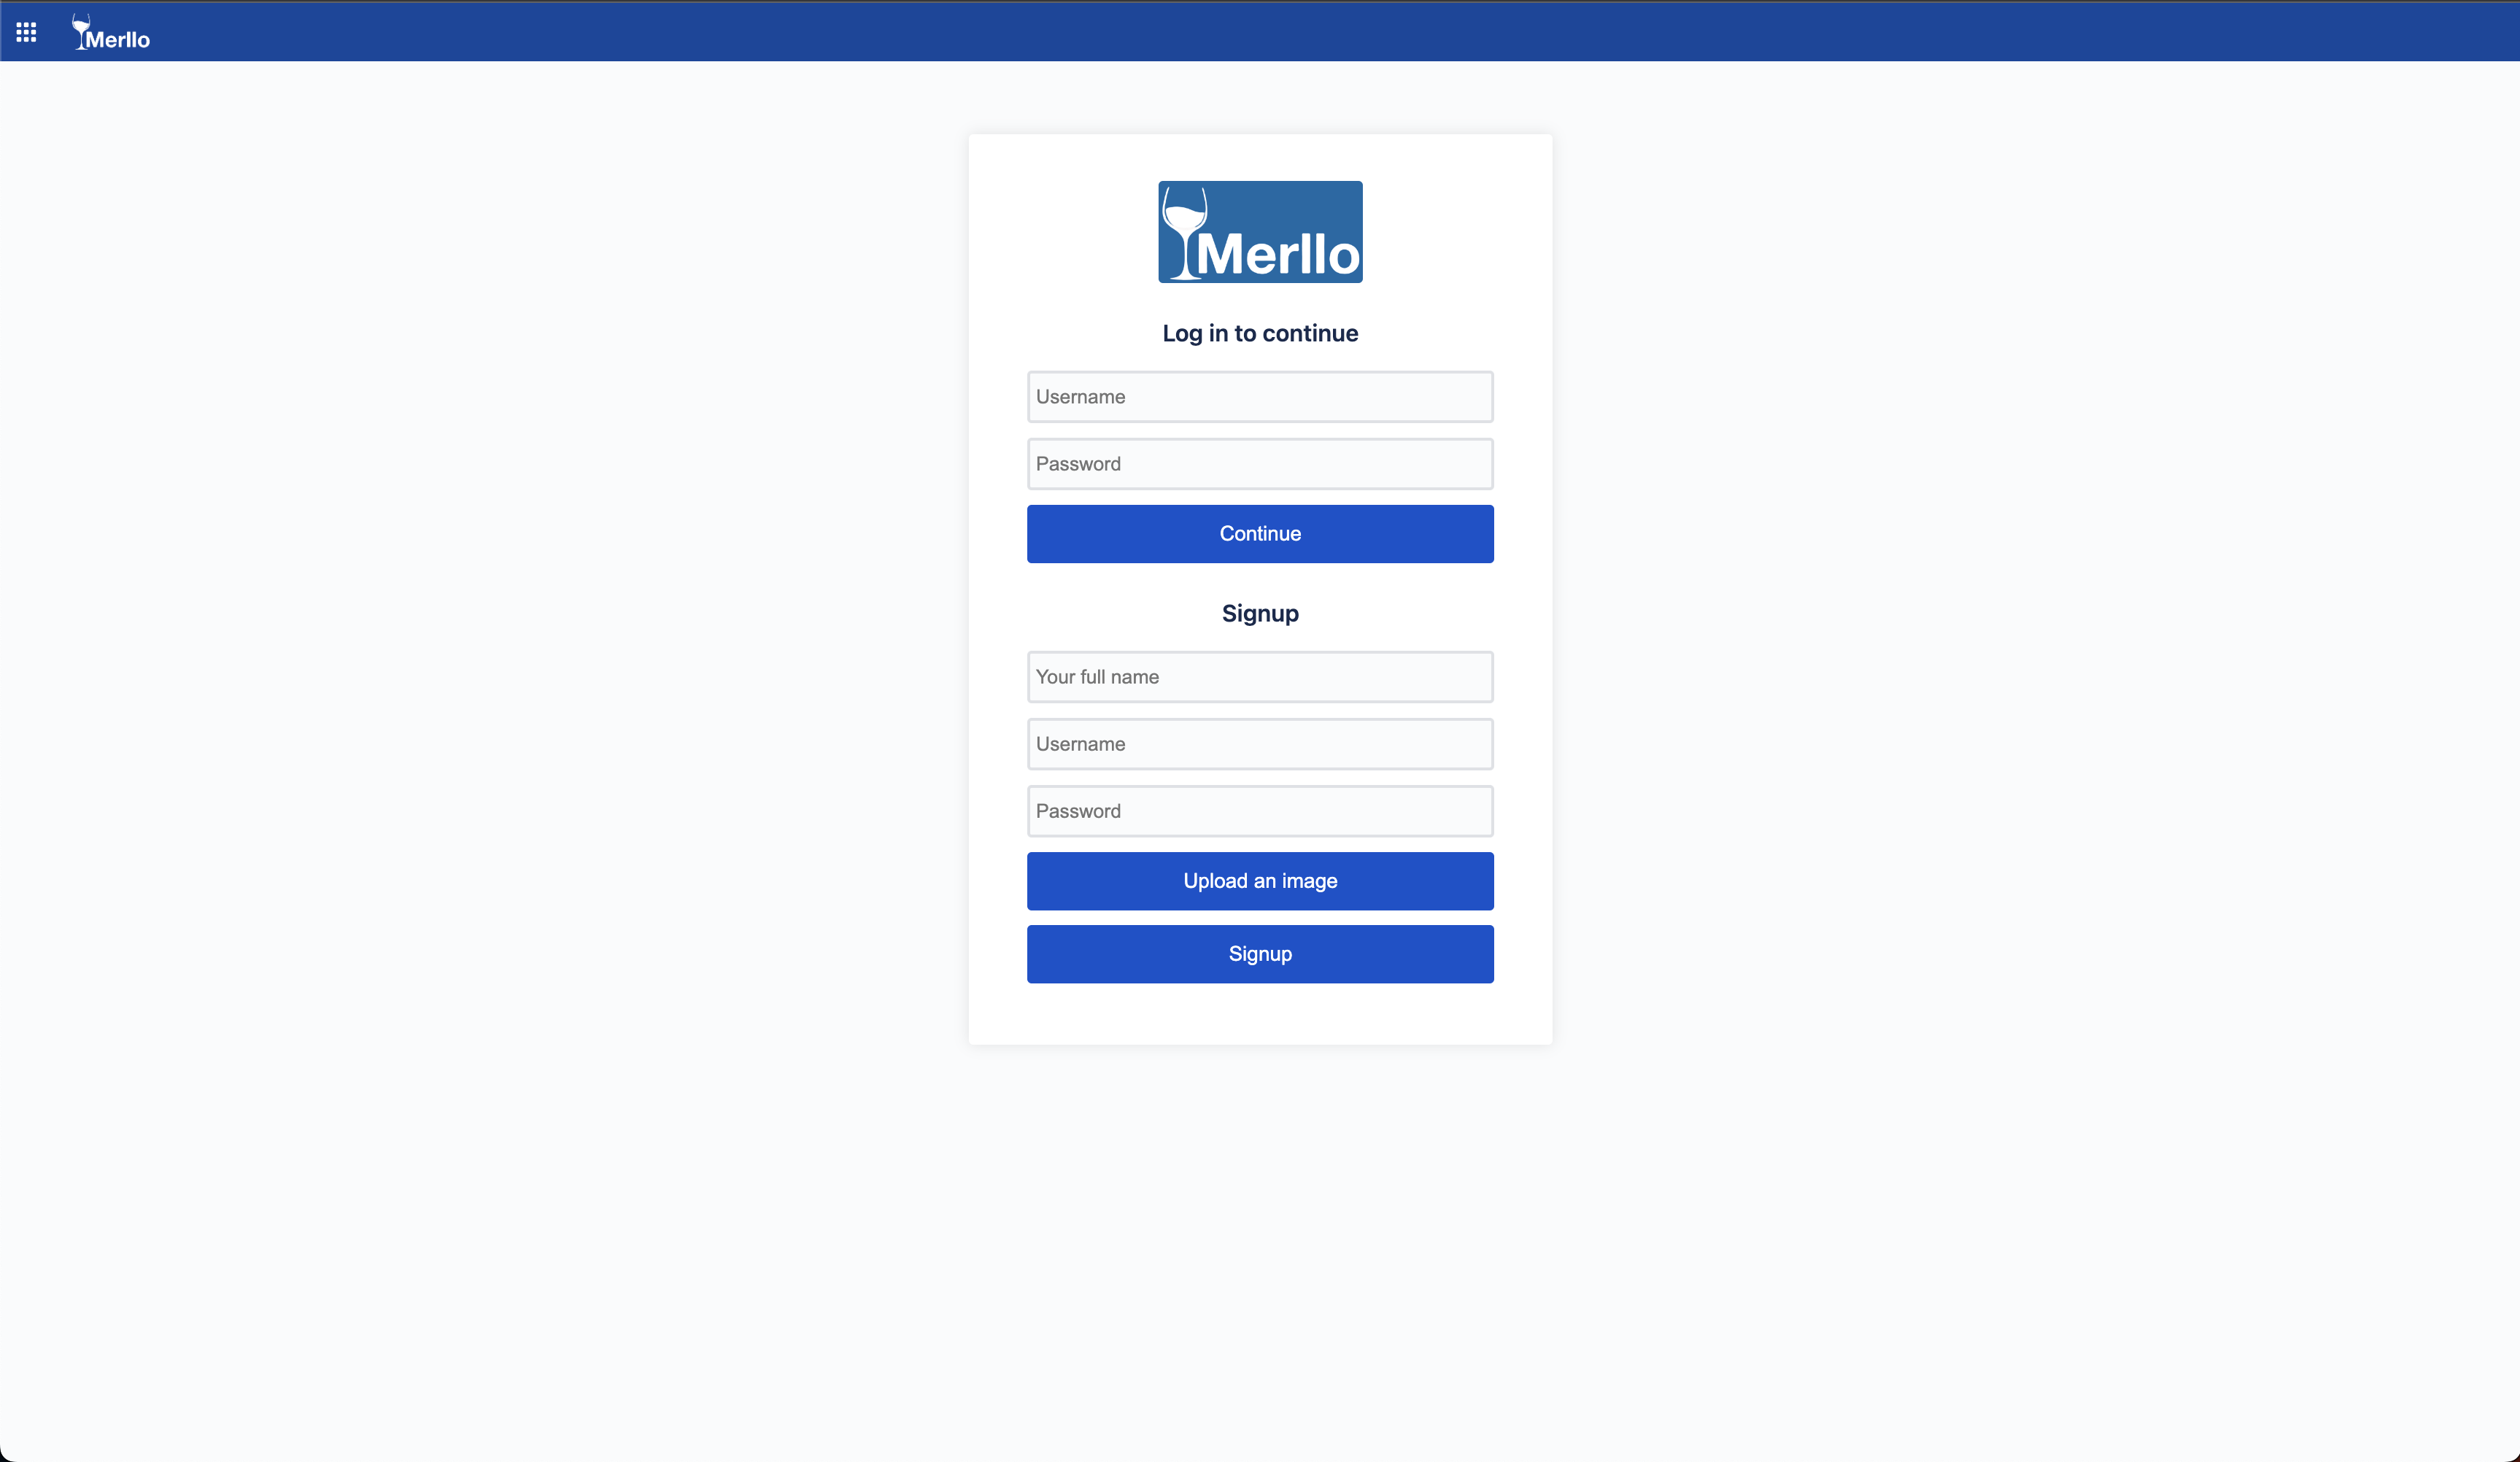 Merllo
Merllo
Log in to continue
Username
Password
Continue
Signup
Your full name
Username
Password
Upload an image
Signup